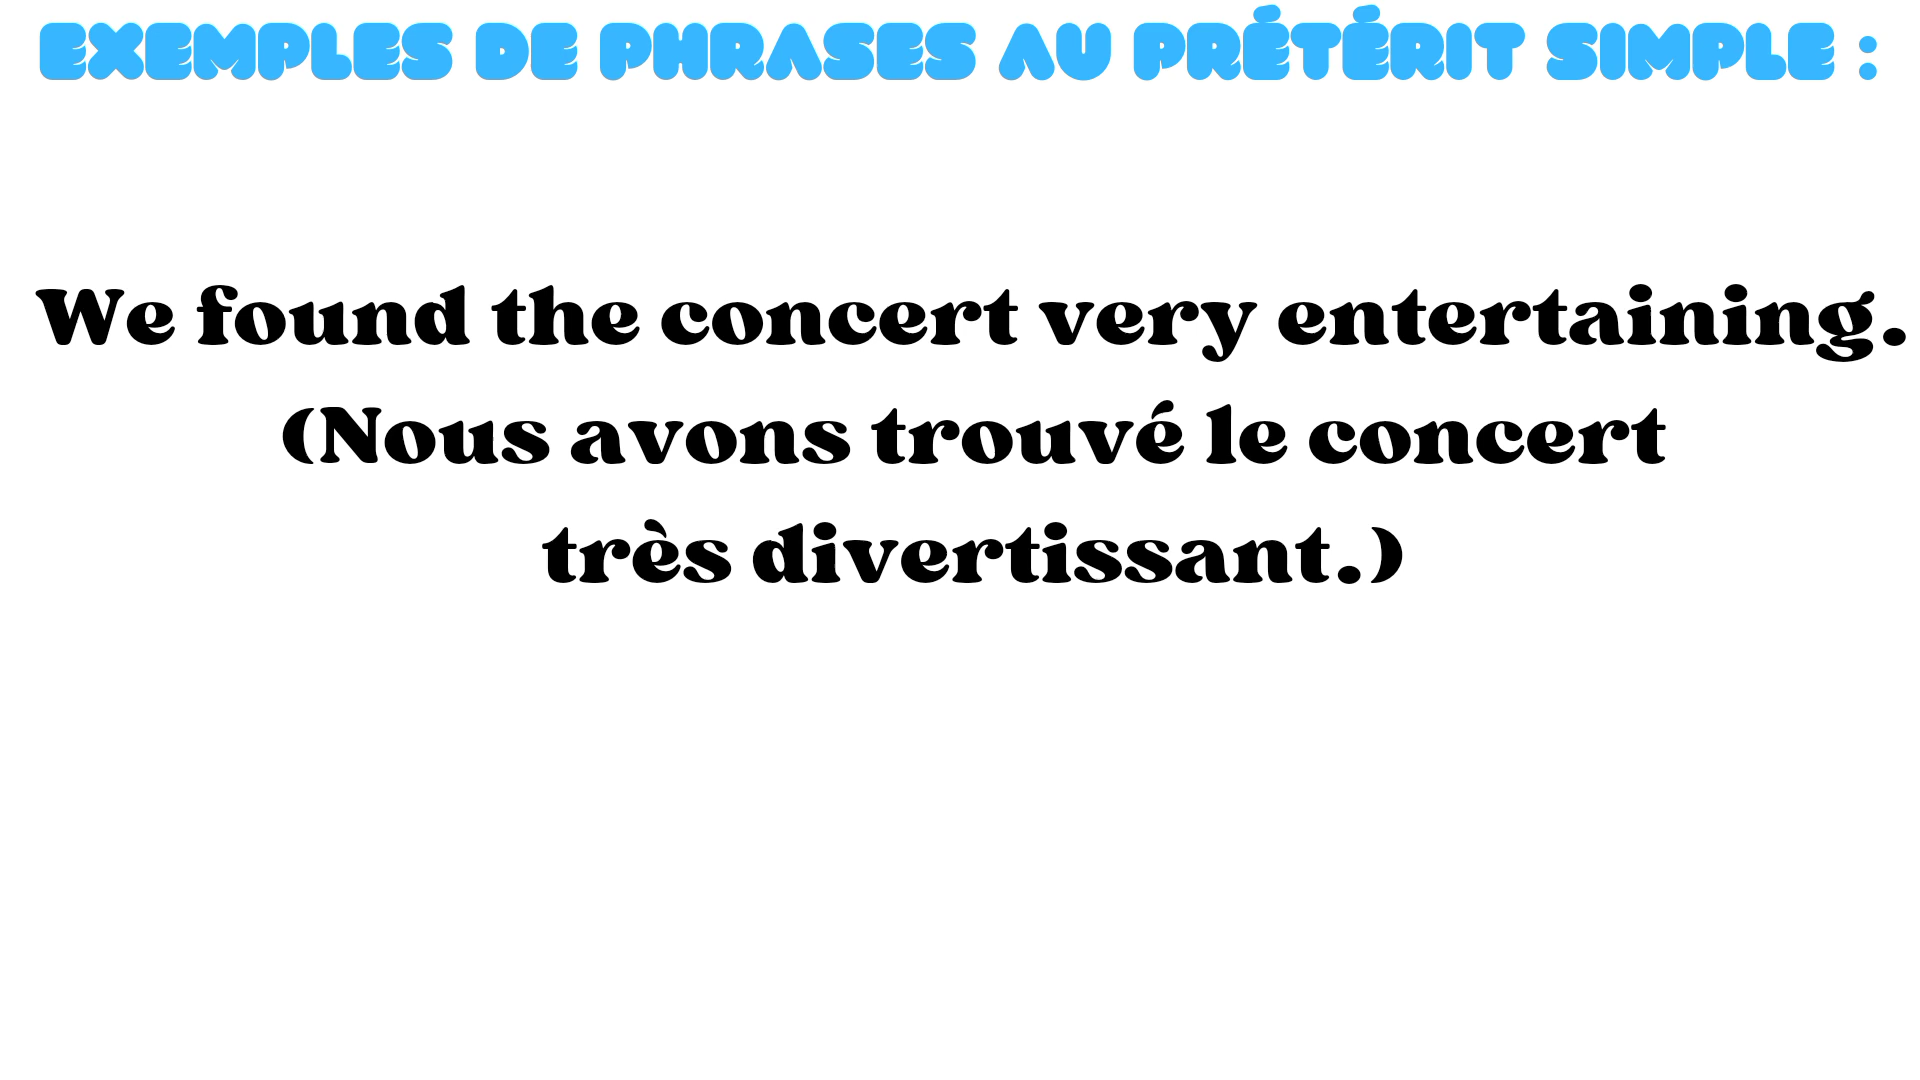 EXEMPLES DE PHRASES AU PRÉTÉRIT SIMPLE :
We found the concert very entertaining.
(Nous avons trouvé le concert
très divertissant.)